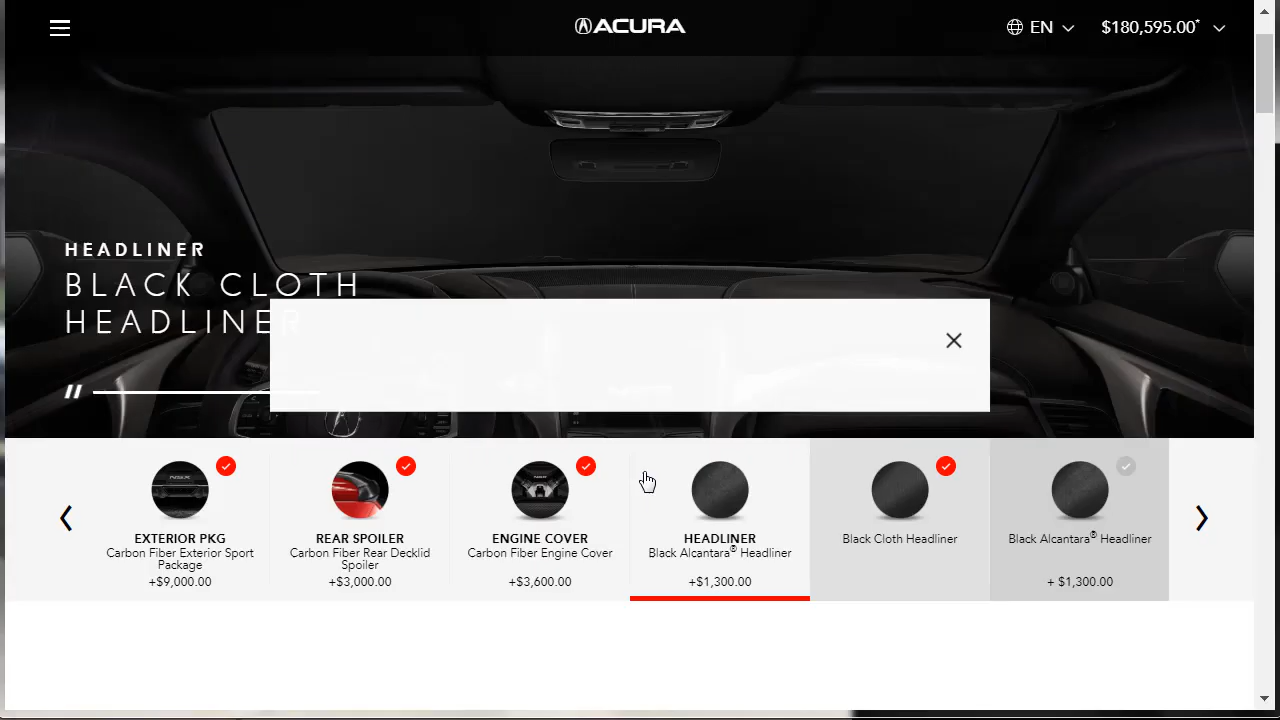 ACURA
EN
$180,595.00*
HEADLINER
BLACK CLOTH
HEADLINER
EXTERIOR PKG
Carbon Fiber Exterior Sport
Package
+$9,000.00
REAR SPOILER
Carbon Fiber Rear Decklid
Spoiler
+$3,000.00
ENGINE COVER
Carbon Fiber Engine Cover
+$3,600.00
HEADLINER
Black Alcantara® Headliner
+$1,300.00
Black Cloth Headliner
Black Alcantara® Headliner
+ $1,300.00